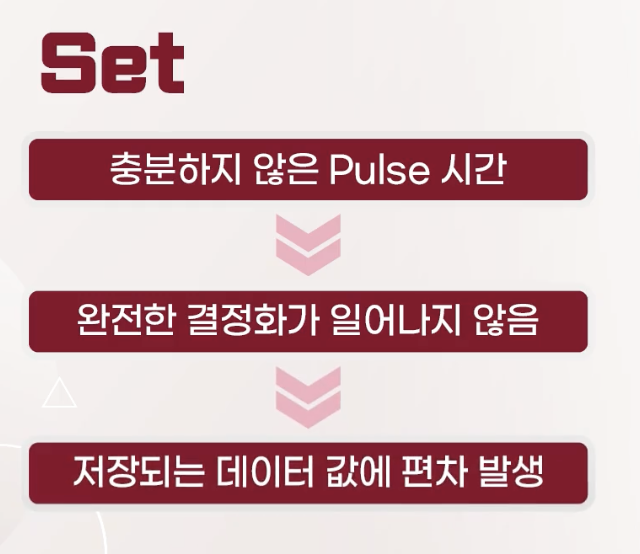 Set
충분하지 않은 Pulse 시간
완전한 결정화가 일어나지 않음
저장되는 데이터 값에 편차 발생